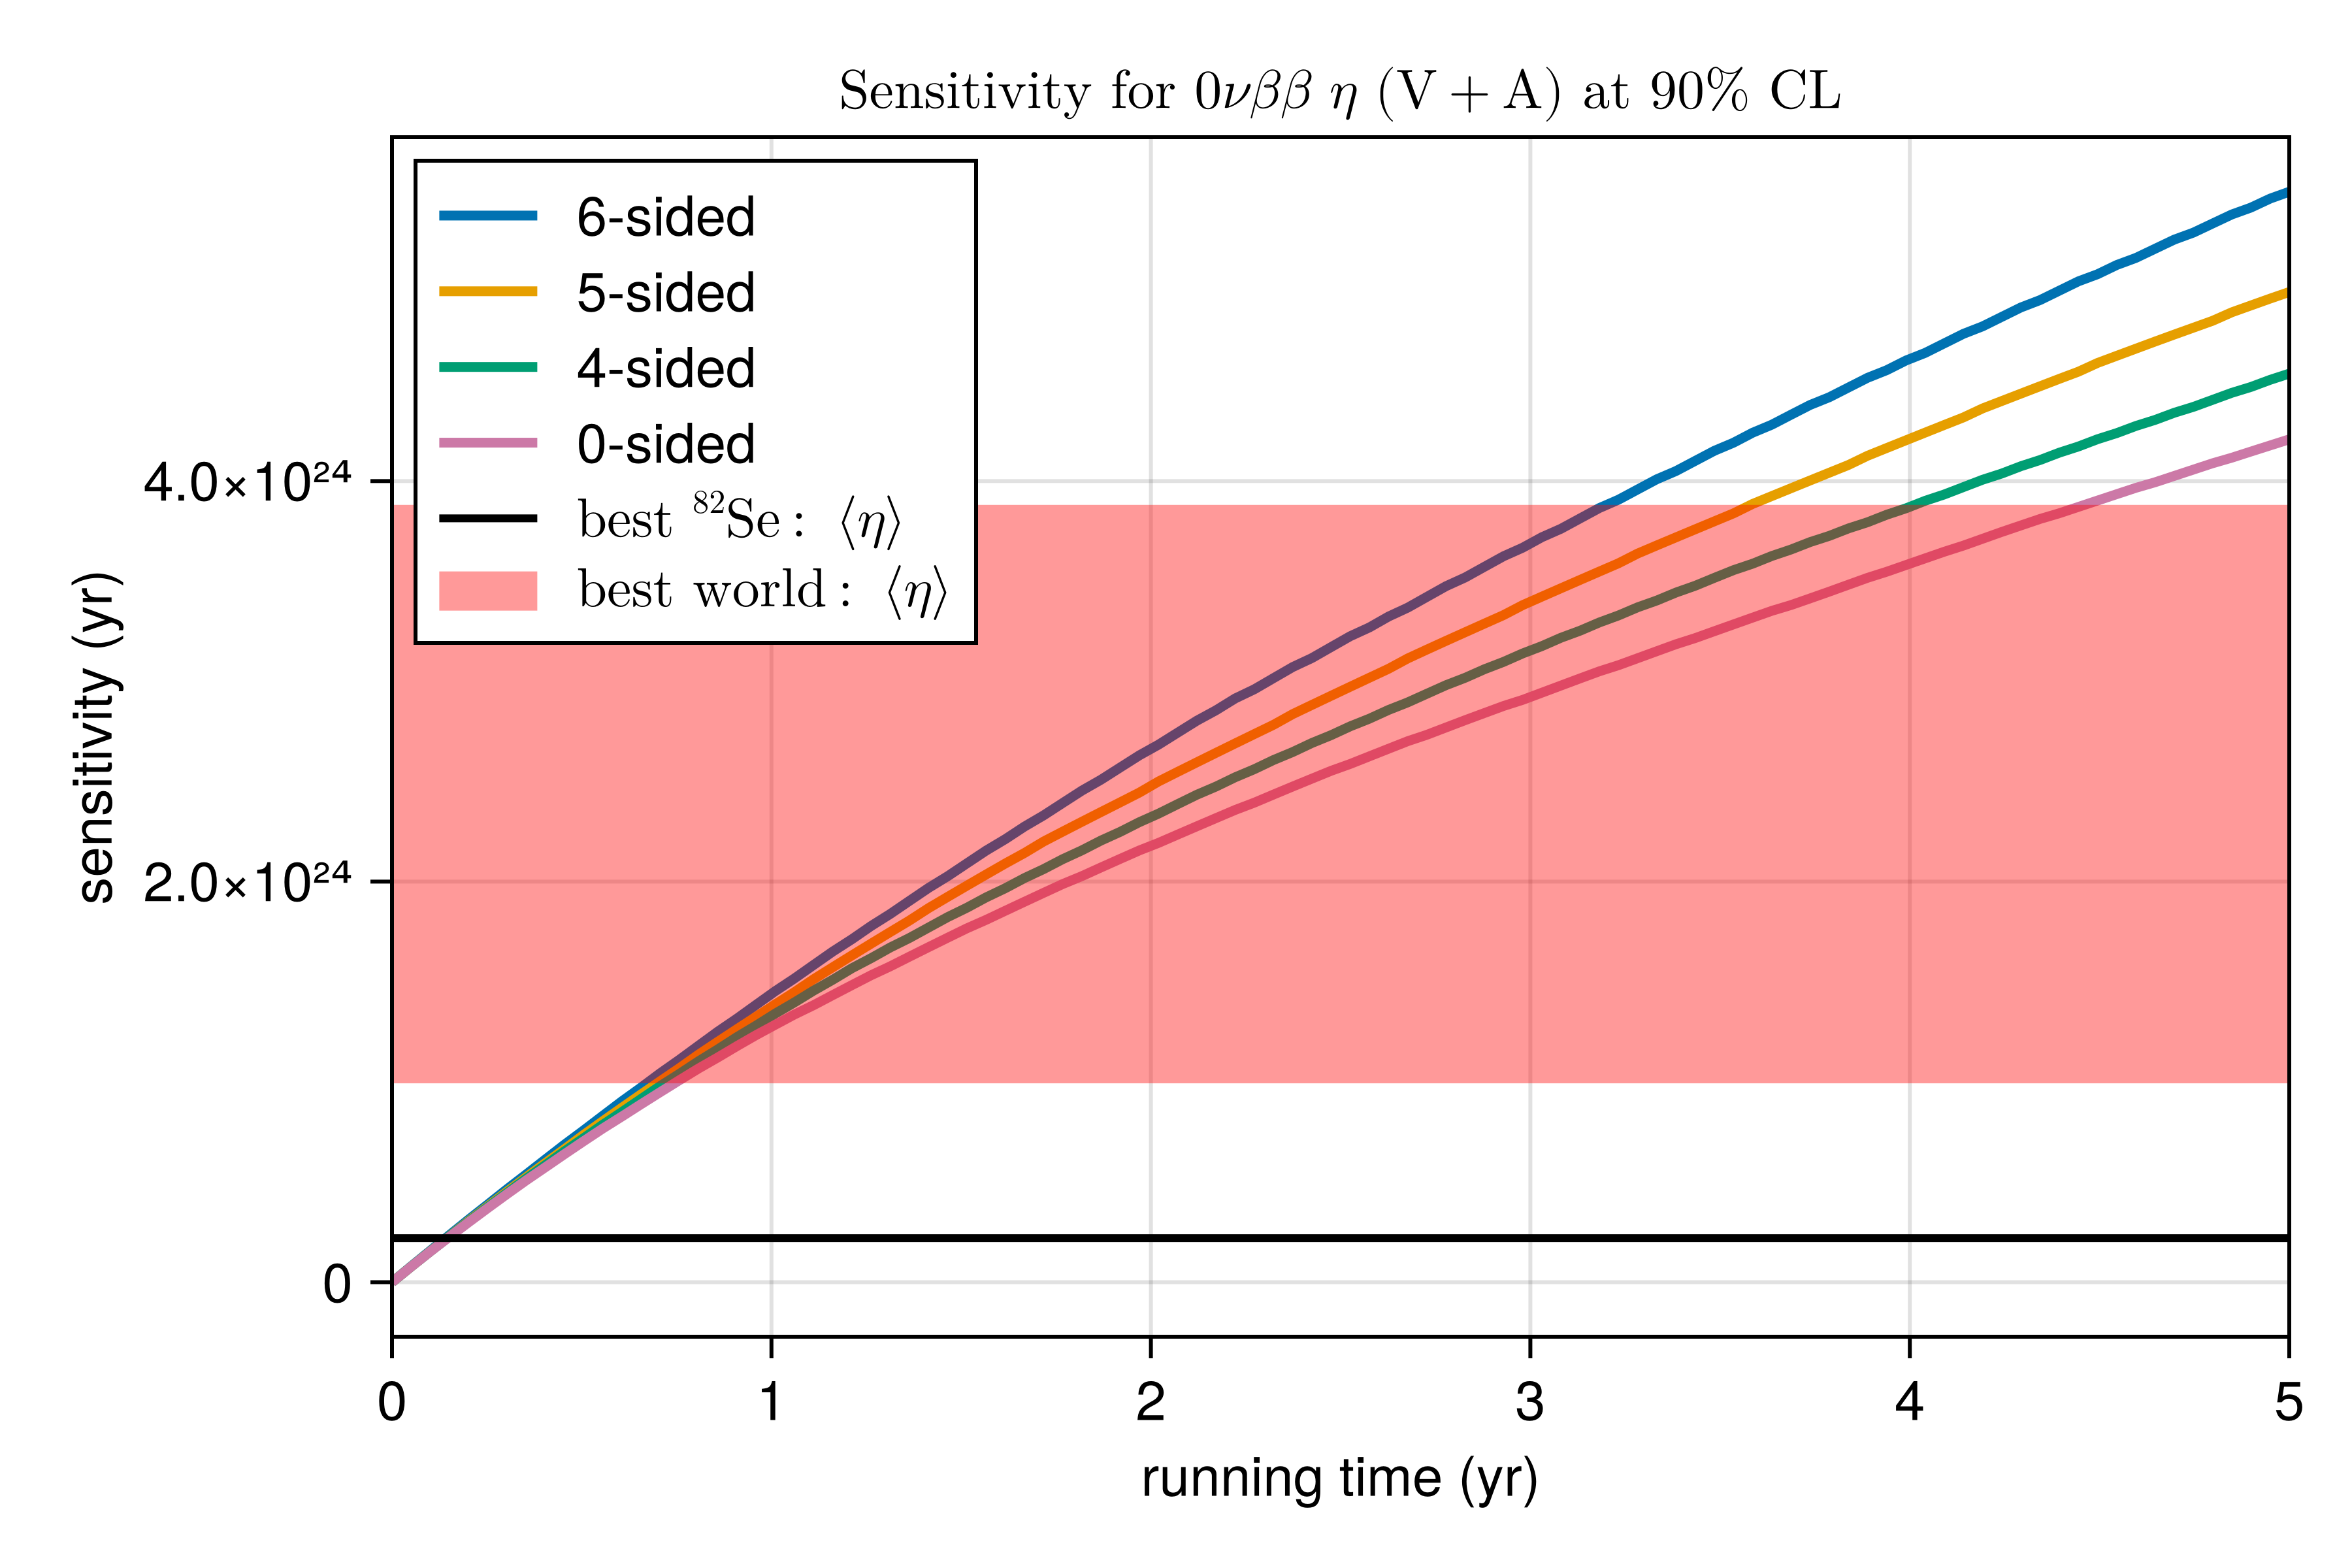 Sensitivity for 0νββ η (V + A) at 90% CL
6-sided
5-sided
4-sided
0-sided
best ⁸²Se: ⟨η⟩
best world: ⟨η⟩
sensitivity (yr)
4.0×10²⁴
2.0×10²⁴
0
0 1 2 3 4 5
running time (yr)